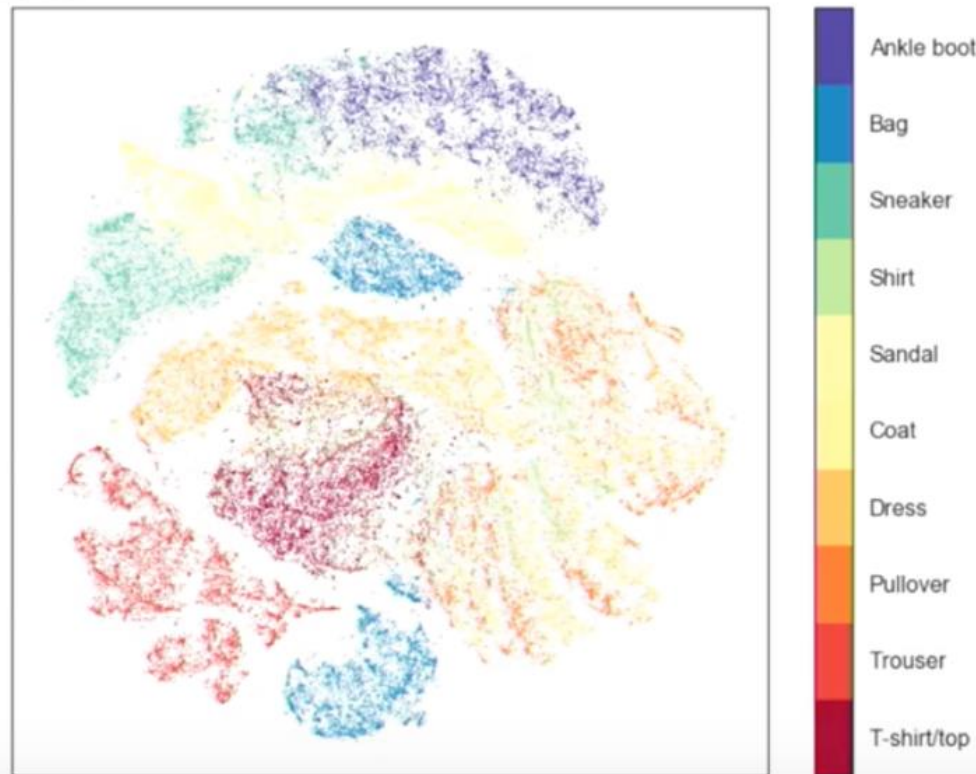 Ankle boot
Bag
Sneaker
Shirt
Sandal
Coat
Dress
Pullover
Trouser
T-shirt/top